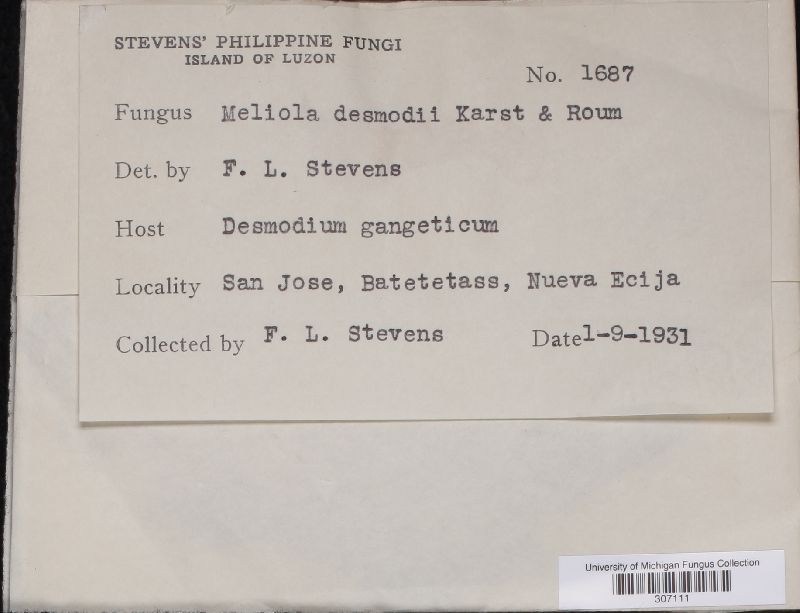 STEVENS' PHILIPPINE FUNGI
ISLAND OF LUZON
No. 1687
Fungus Meliola desmodii Karst & Roum
Det. by F. L. Stevens
Host Desmodium gangeticum
Locality San Jose, Batetetass, Nueva Ecija
Collected by F. L. Stevens Date 1-9-1931
University of Michigan Fungus Collection
307111